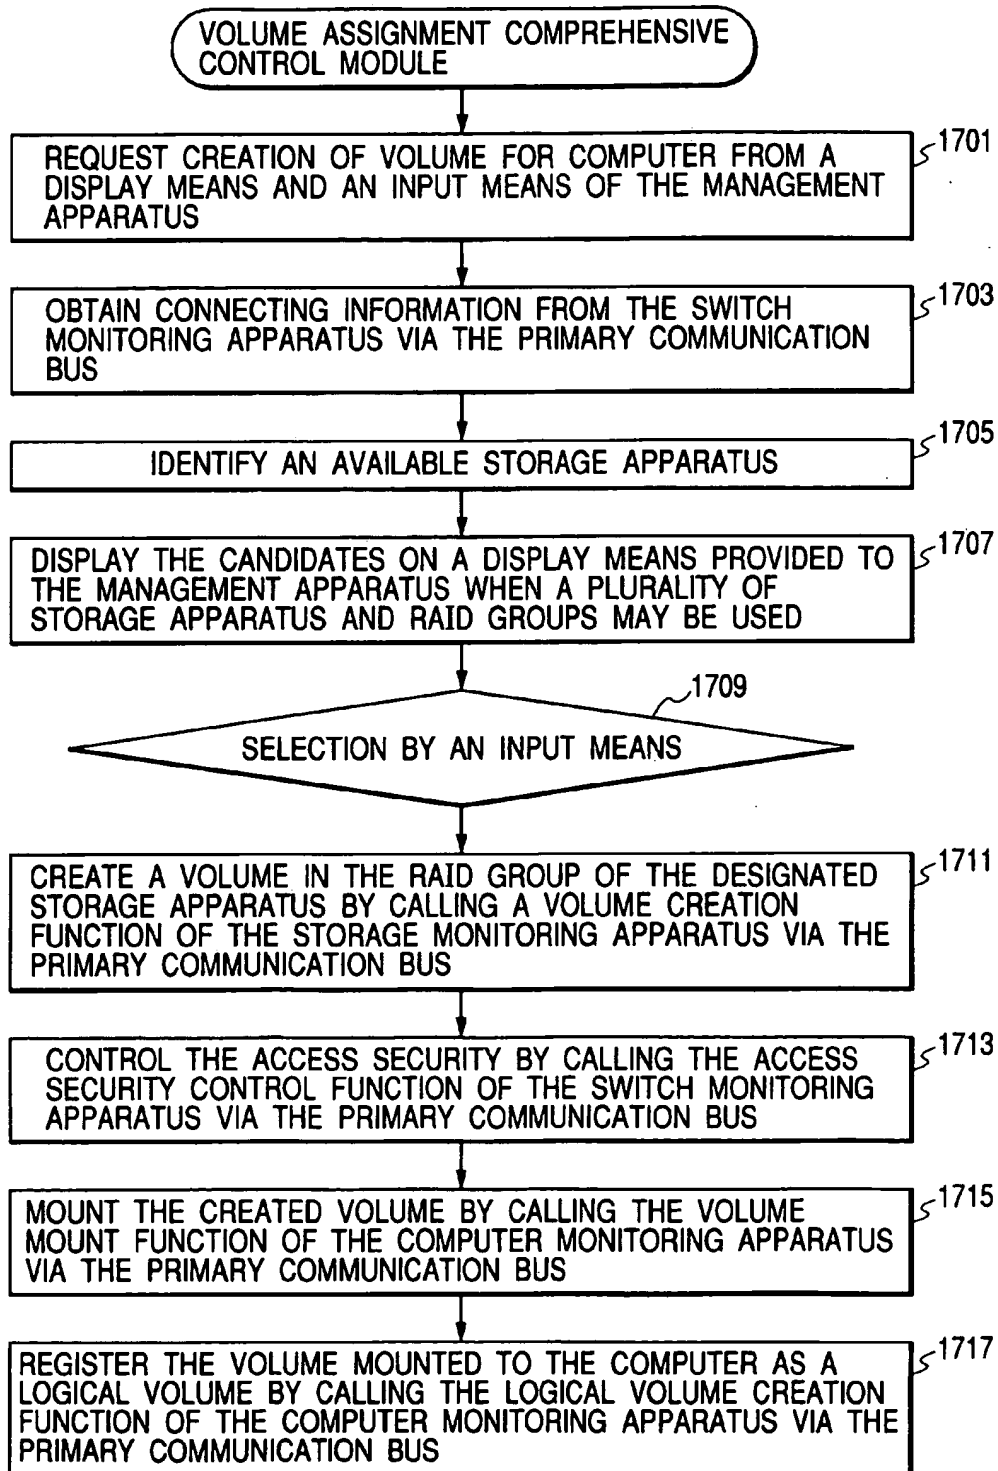 VOLUME ASSIGNMENT COMPREHENSIVE
CONTROL MODULE
1701
REQUEST CREATION OF VOLUME FOR COMPUTER FROM A
DISPLAY MEANS AND AN INPUT MEANS OF THE MANAGEMENT
APPARATUS
1703
OBTAIN CONNECTING INFORMATION FROM THE SWITCH
MONITORING APPARATUS VIA THE PRIMARY COMMUNICATION
BUS
1705
IDENTIFY AN AVAILABLE STORAGE APPARATUS
1707
DISPLAY THE CANDIDATES ON A DISPLAY MEANS PROVIDED TO
THE MANAGEMENT APPARATUS WHEN A PLURALITY OF
STORAGE APPARATUS AND RAID GROUPS MAY BE USED
1709
SELECTION BY AN INPUT MEANS
1711
CREATE A VOLUME IN THE RAID GROUP OF THE DESIGNATED
STORAGE APPARATUS BY CALLING A VOLUME CREATION
FUNCTION OF THE STORAGE MONITORING APPARATUS VIA THE
PRIMARY COMMUNICATION BUS
1713
CONTROL THE ACCESS SECURITY BY CALLING THE ACCESS
SECURITY CONTROL FUNCTION OF THE SWITCH MONITORING
APPARATUS VIA THE PRIMARY COMMUNICATION BUS
1715
MOUNT THE CREATED VOLUME BY CALLING THE VOLUME
MOUNT FUNCTION OF THE COMPUTER MONITORING APPARATUS
VIA THE PRIMARY COMMUNICATION BUS
1717
REGISTER THE VOLUME MOUNTED TO THE COMPUTER AS A
LOGICAL VOLUME BY CALLING THE LOGICAL VOLUME CREATION
FUNCTION OF THE COMPUTER MONITORING APPARATUS VIA THE
PRIMARY COMMUNICATION BUS